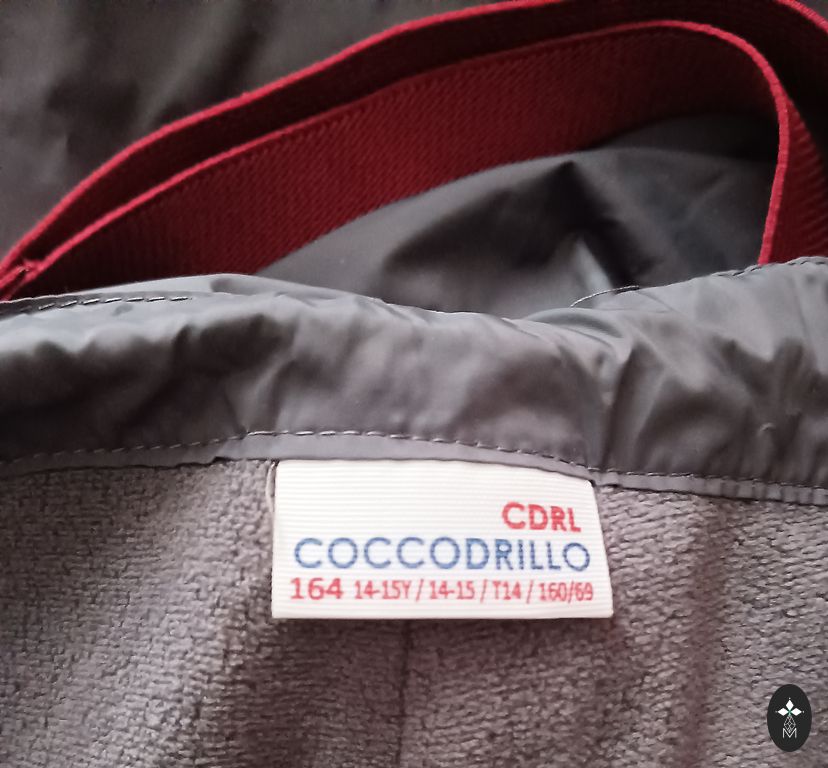 CDRL
COCCODRILLO
164 14-15Y / 14-15 / T14 / 160/69
M